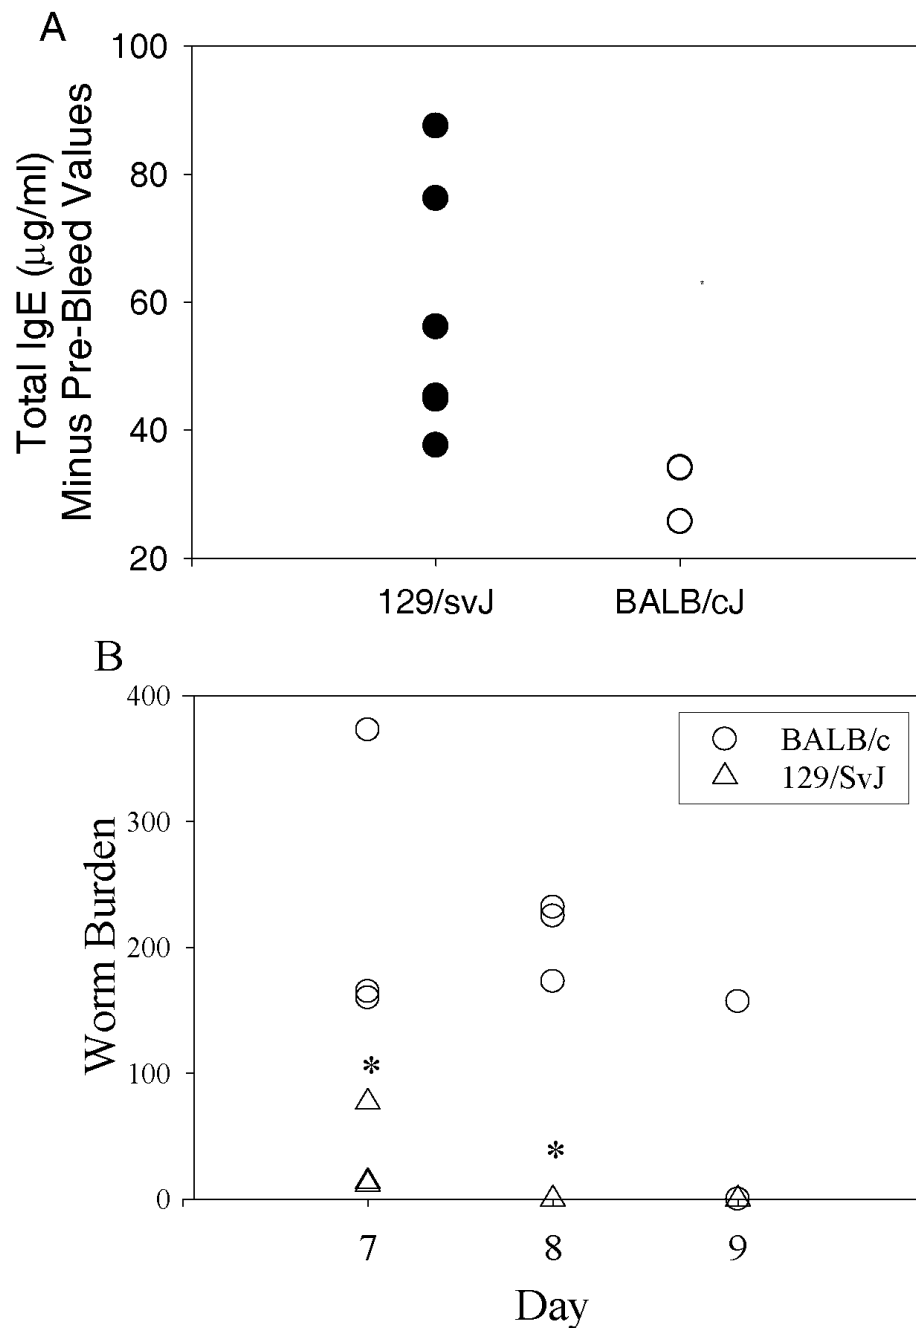 A
100
80
60
40
20
Total IgE (µg/ml)
Minus Pre-Bleed Values
*
129/svJ
BALB/cJ
B
400
300
200
100
0
Worm Burden
BALB/c
129/SvJ
*
*
7
8
9
Day